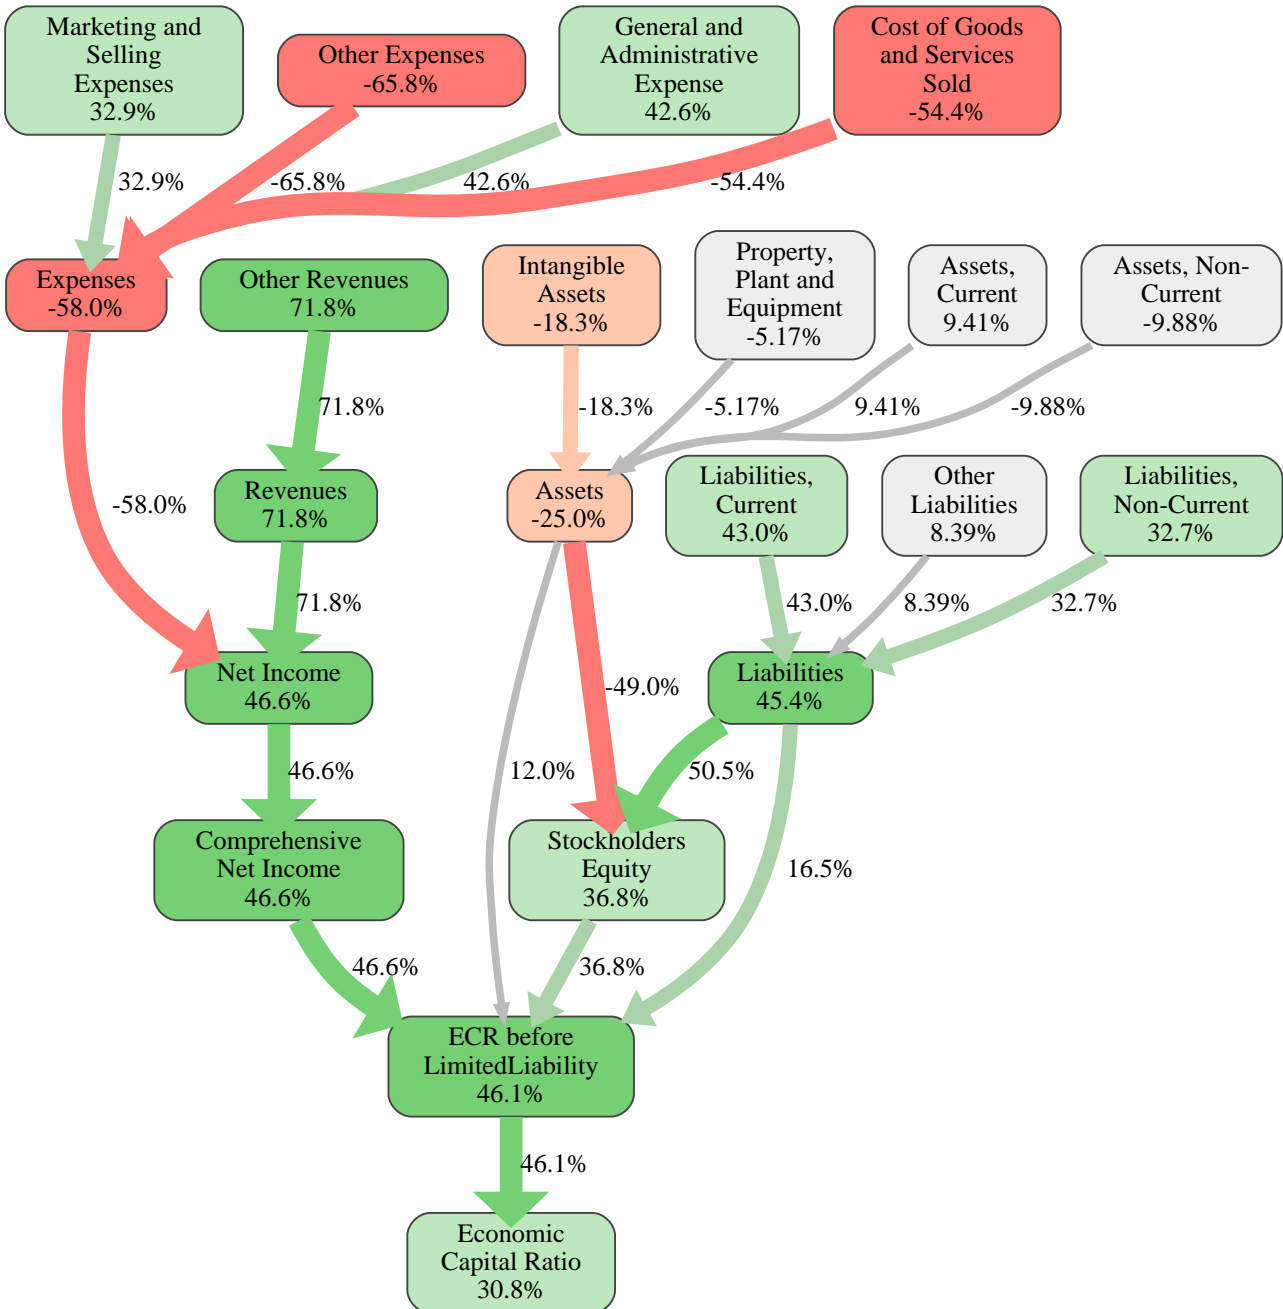 Marketing and
Selling
Expenses
32.9%
Other Expenses
-65.8%
General and
Administrative
Expense
42.6%
Cost of Goods
and Services
Sold
-54.4%
32.9%
-65.8%
42.6%
-54.4%
Expenses
-58.0%
Other Revenues
71.8%
Intangible
Assets
-18.3%
Property,
Plant and
Equipment
-5.17%
Assets,
Current
9.41%
Assets, Non-
Current
-9.88%
71.8%
-18.3%
-5.17%
9.41%
-9.88%
-58.0%
Revenues
71.8%
Assets
-25.0%
Liabilities,
Current
43.0%
Other
Liabilities
8.39%
Liabilities,
Non-Current
32.7%
71.8%
43.0%
8.39%
32.7%
Net Income
46.6%
-49.0%
Liabilities
45.4%
46.6%
12.0%
50.5%
Comprehensive
Net Income
46.6%
Stockholders
Equity
36.8%
16.5%
46.6%
36.8%
ECR before
LimitedLiability
46.1%
46.1%
Economic
Capital Ratio
30.8%